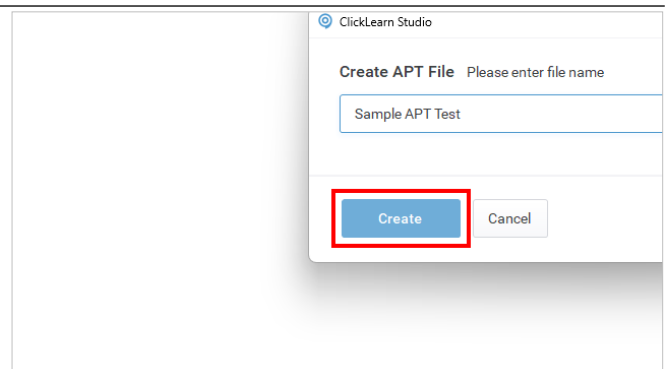 ClickLearn Studio
Create APT File Please enter file name
Sample APT Test
Create Cancel